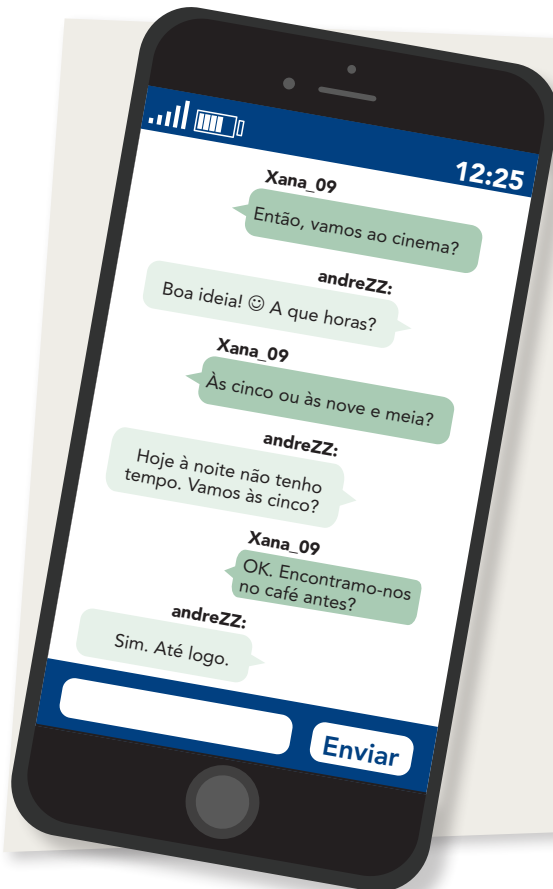 12:25
Xana_09
Então, vamos ao cinema?
andreZZ:
Boa ideia! ☺ A que horas?
Xana_09
Às cinco ou às nove e meia?
andreZZ:
Hoje à noite não tenho
tempo. Vamos às cinco?
Xana_09
OK. Encontramo-nos
no café antes?
andreZZ:
Sim. Até logo.
Enviar